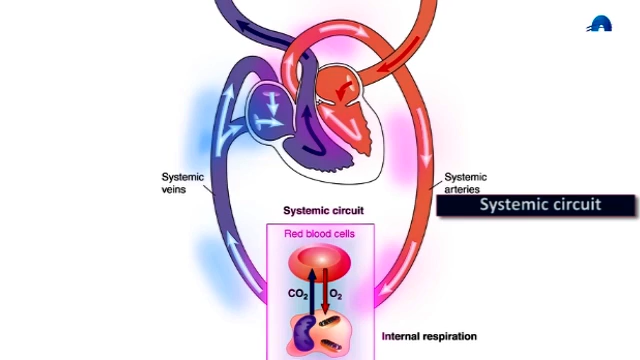 Systemic
veins
Systemic
arteries
Systemic circuit
Systemic circuit
Red blood cells
CO₂
O₂
Internal respiration